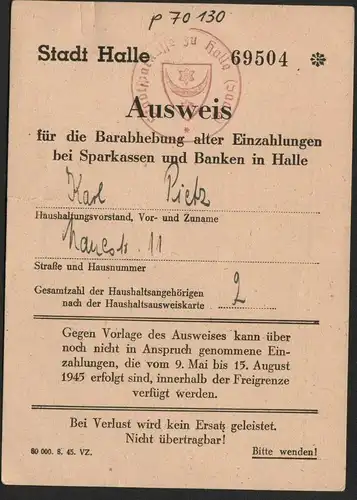 p 70 130
Stadt Halle 69504 ❇
Stadtsparkasse zu Halle
Ausweis
für die Barabhebung alter Einzahlungen
bei Sparkassen und Banken in Halle
Karl Pietz
Haushaltungsvorstand, Vor- und Zuname
11
Straße und Hausnummer
Gesamtzahl der Haushaltsangehörigen
nach der Haushaltsausweiskarte 2
Gegen Vorlage des Ausweises kann über
noch nicht in Anspruch genommene Ein-
zahlungen, die vom 9. Mai bis 15. August
1945 erfolgt sind, innerhalb der Freigrenze
verfügt werden.
Bei Verlust wird kein Ersatz geleistet.
Nicht übertragbar!
80 000. 8. 45. VZ. Bitte wenden!